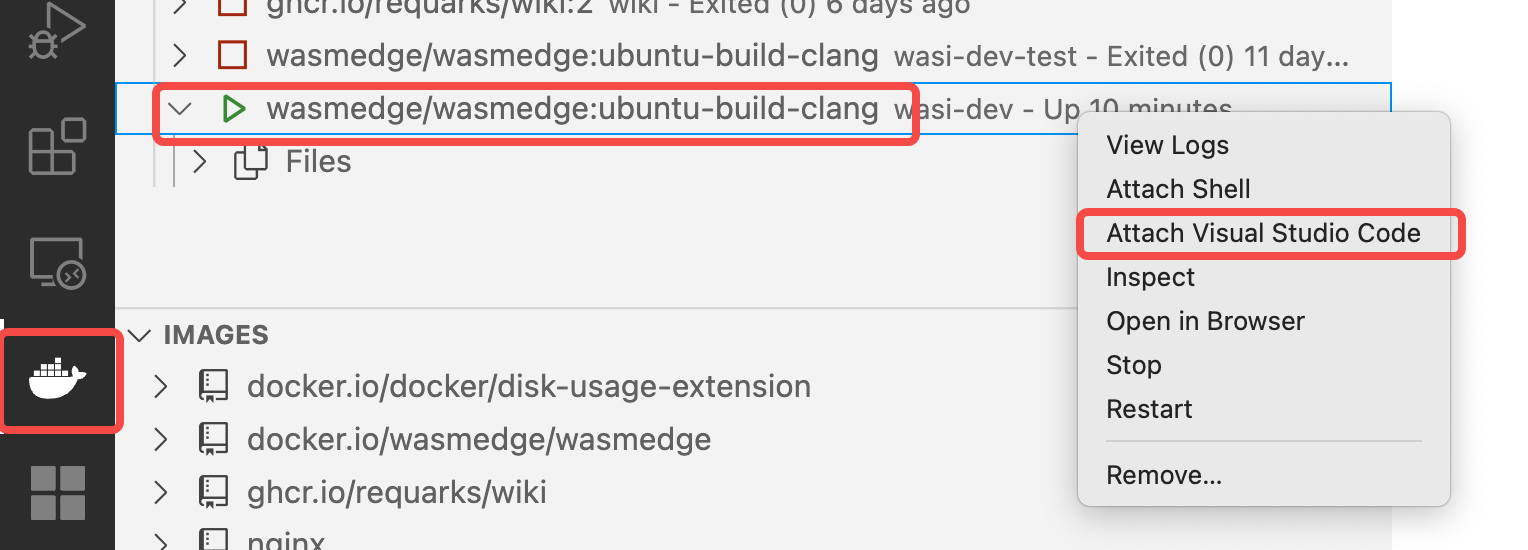 ghcr.io/requarks/wiki:2 wiki - Exited (0) 6 days ago
wasmedge/wasmedge:ubuntu-build-clang wasi-dev-test - Exited (0) 11 day...
wasmedge/wasmedge:ubuntu-build-clang wasi-dev - Up 10 minutes
Files
View Logs
Attach Shell
Attach Visual Studio Code
Inspect
Open in Browser
Stop
Restart
Remove...
IMAGES
docker.io/docker/disk-usage-extension
docker.io/wasmedge/wasmedge
ghcr.io/requarks/wiki
nginx